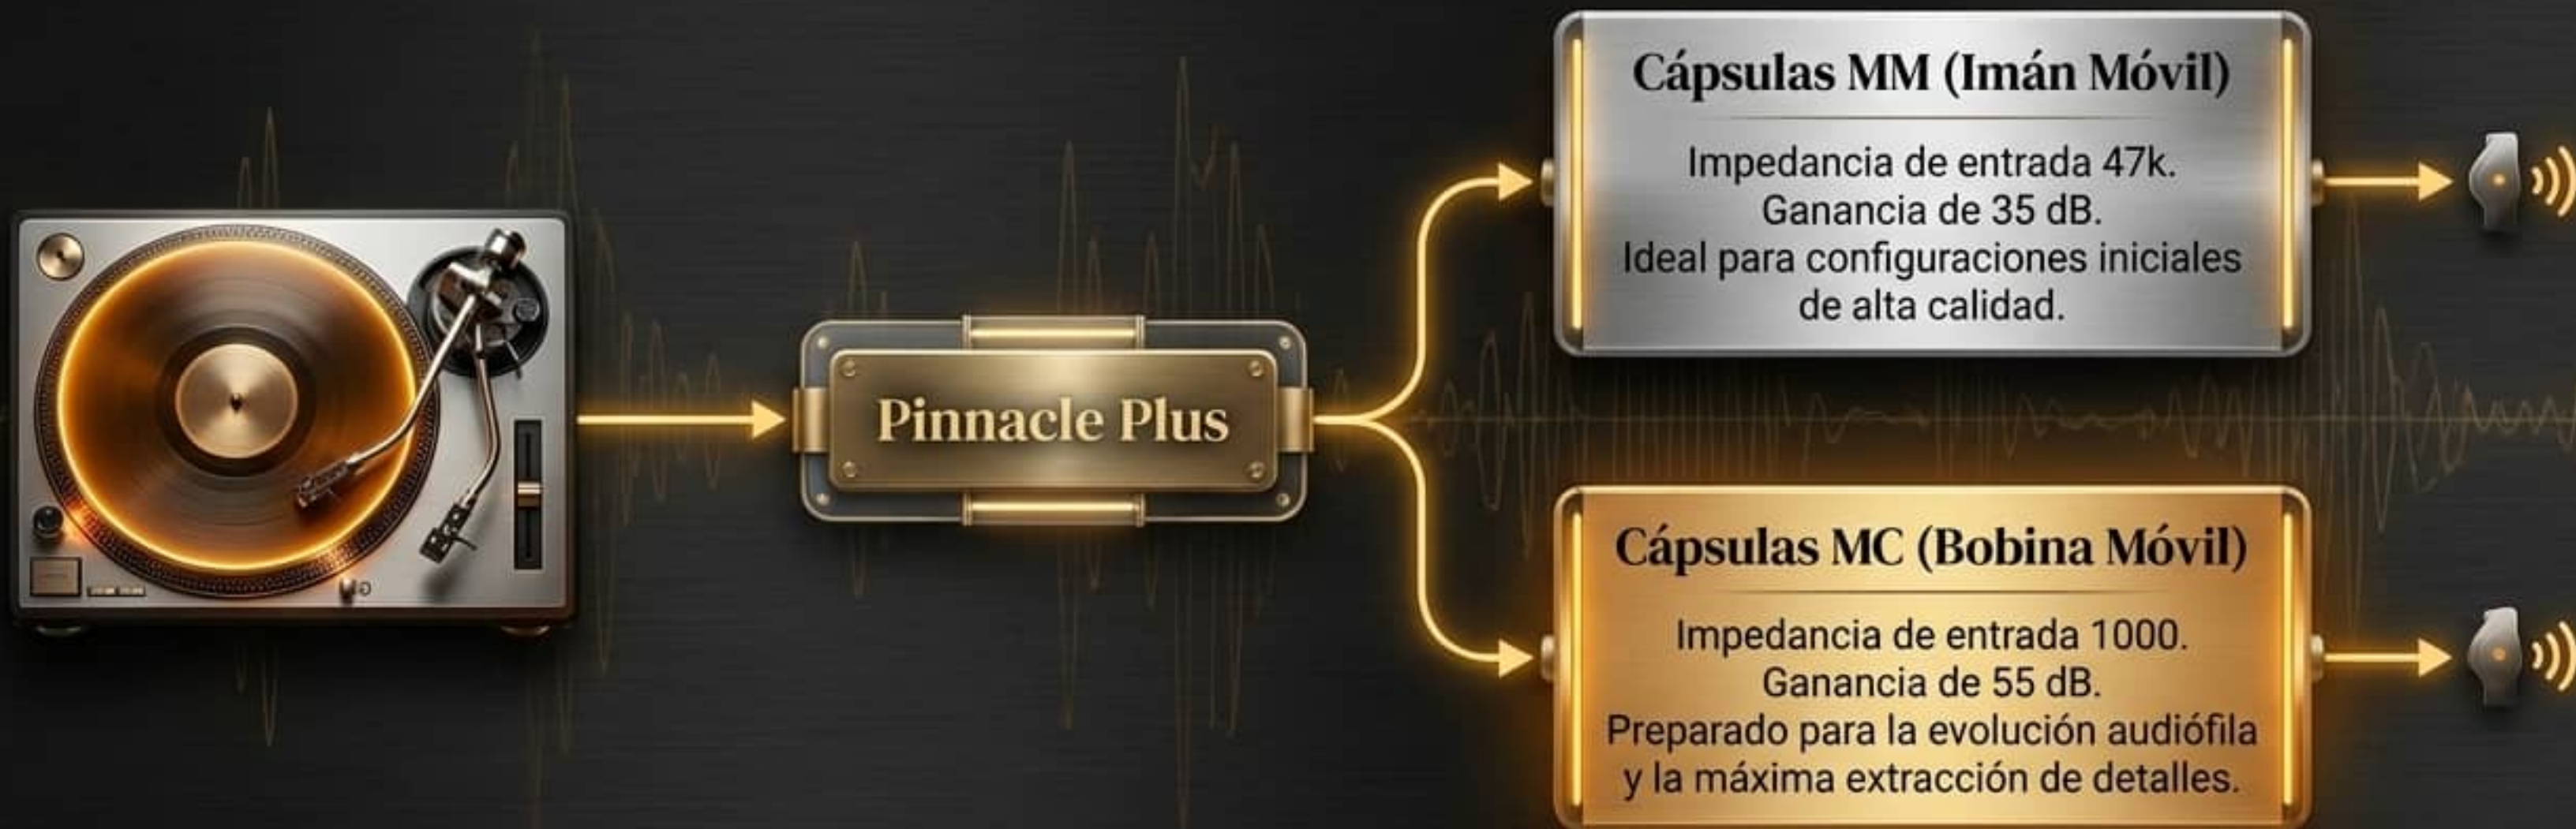 Pinnacle Plus
Cápsulas MM (Imán Móvil)
Impedancia de entrada 47k.
Ganancia de 35 dB.
Ideal para configuraciones iniciales
de alta calidad.
Cápsulas MC (Bobina Móvil)
Impedancia de entrada 1000.
Ganancia de 55 dB.
Preparado para la evolución audiófila
y la máxima extracción de detalles.